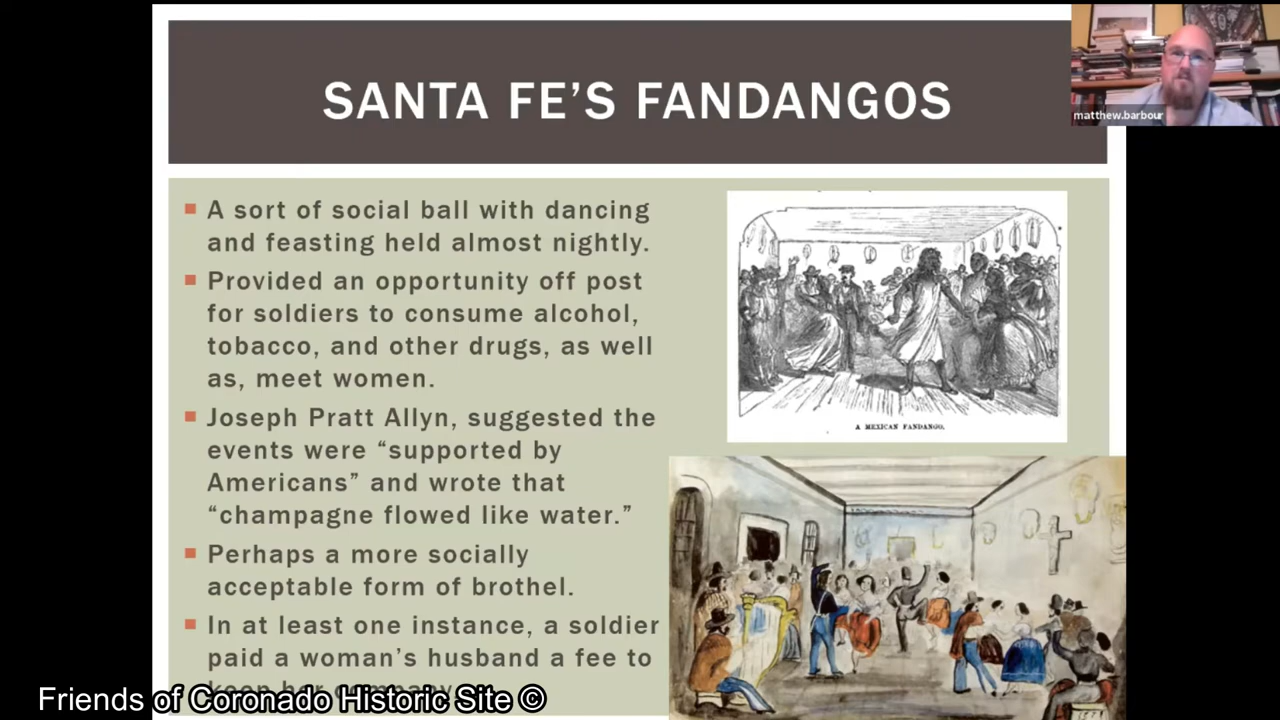 SANTA FE'S FANDANGOS
matthew.barbour
A sort of social ball with dancing
and feasting held almost nightly.
Provided an opportunity off post
for soldiers to consume alcohol,
tobacco, and other drugs, as well
as, meet women.
Joseph Pratt Allyn, suggested the
events were “supported by
Americans” and wrote that
“champagne flowed like water.”
Perhaps a more socially
acceptable form of brothel.
In at least one instance, a soldier
paid a woman's husband a fee to
keep her company.
A MEXICAN FANDANGO.
Friends of Coronado Historic Site ©